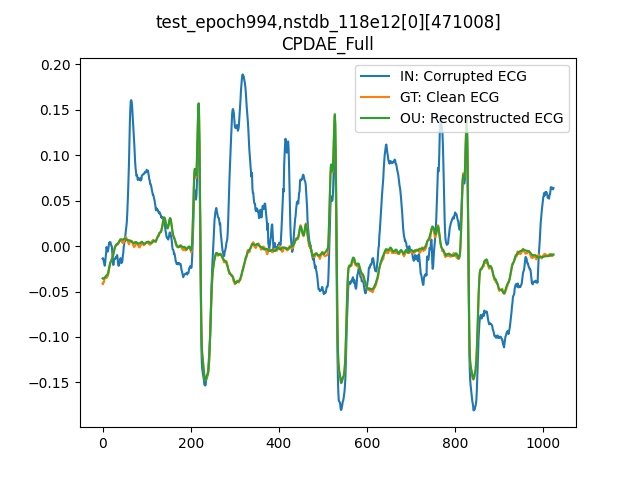 test_epoch994,nstdb_118e12[0][471008]
CPDAE_Full
IN: Corrupted ECG
GT: Clean ECG
OU: Reconstructed ECG
0.20
0.15
0.10
0.05
0.00
−0.05
−0.10
−0.15
0 200 400 600 800 1000